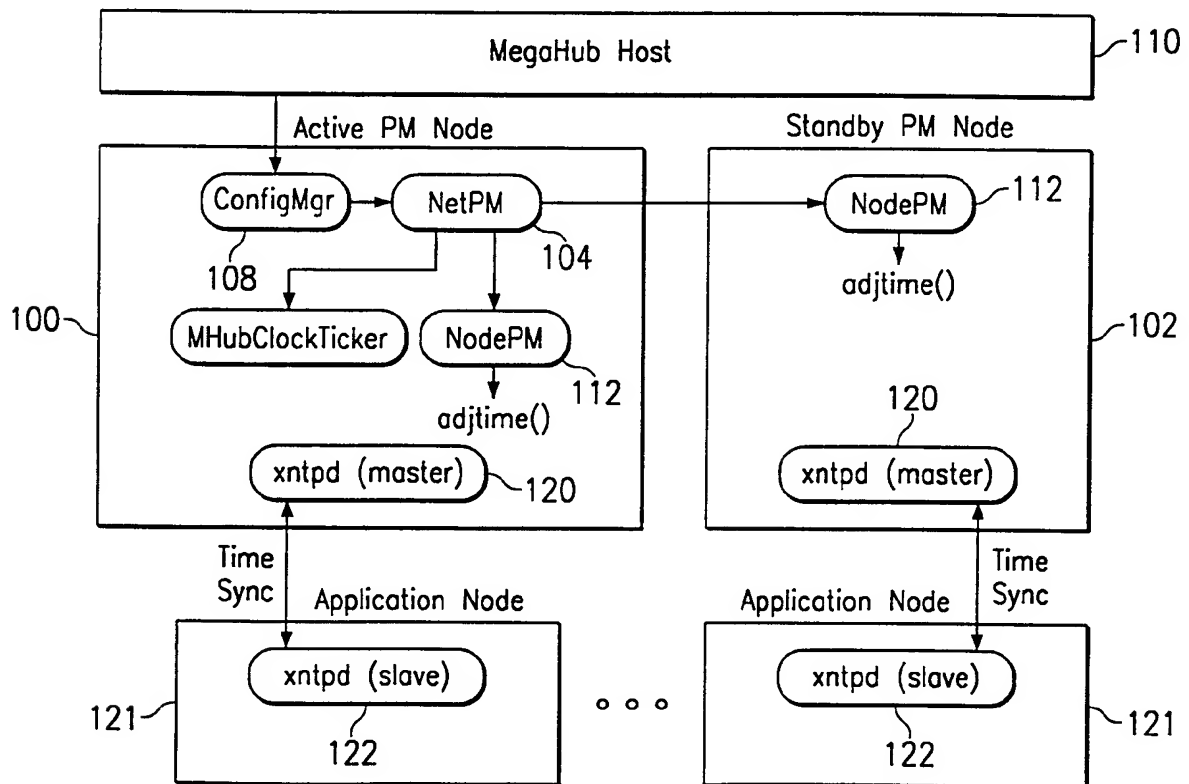 MegaHub Host
110
Active PM Node
Standby PM Node
ConfigMgr
NetPM
NodePM
112
108
104
adjtime()
100
MHubClockTicker
NodePM
102
112
adjtime()
120
xntpd (master)
120
xntpd (master)
Time
Sync
Time
Sync
Application Node
Application Node
xntpd (slave)
xntpd (slave)
121
122
122
121